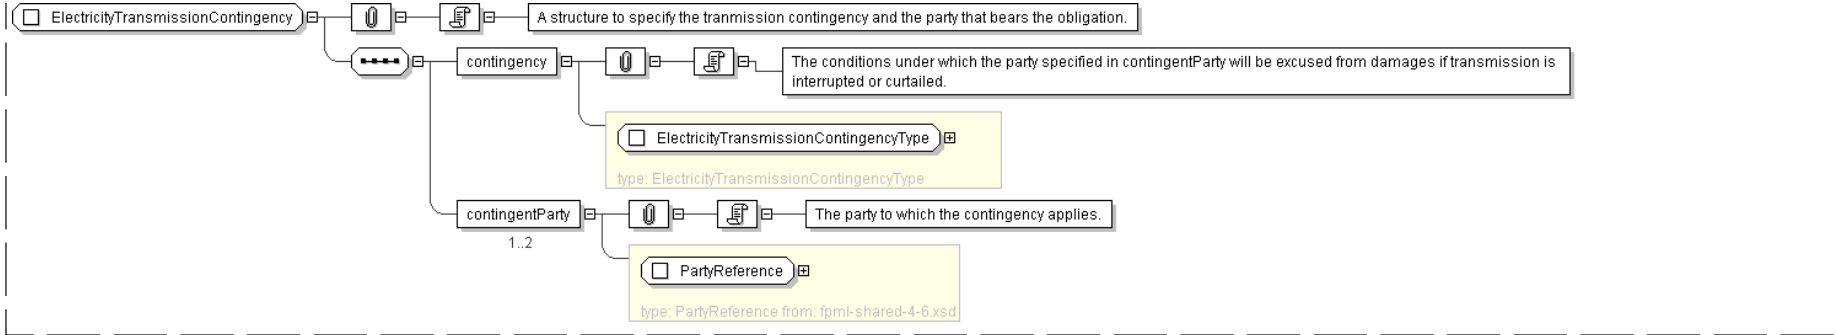 ElectricityTransmissionContingency
A structure to specify the tranmission contingency and the party that bears the obligation.
contingency
The conditions under which the party specified in contingentParty will be excused from damages if transmission is
interrupted or curtailed.
ElectricityTransmissionContingencyType
type: ElectricityTransmissionContingencyType
contingentParty
The party to which the contingency applies.
1..2
PartyReference
type: PartyReference from: fpml-shared-4-6.xsd